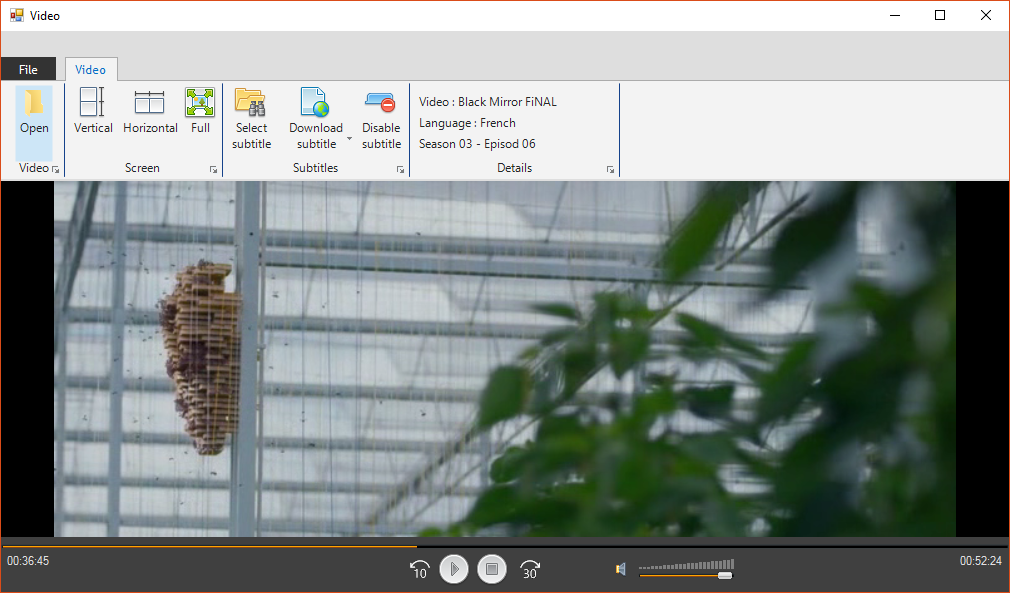 Video
File
Video
Open
Vertical
Horizontal
Full
Select
subtitle
Download
subtitle
Disable
subtitle
Video : Black Mirror FiNAL
Language : French
Season 03 - Episod 06
Video
Screen
Subtitles
Details
00:36:45
10
30
00:52:24